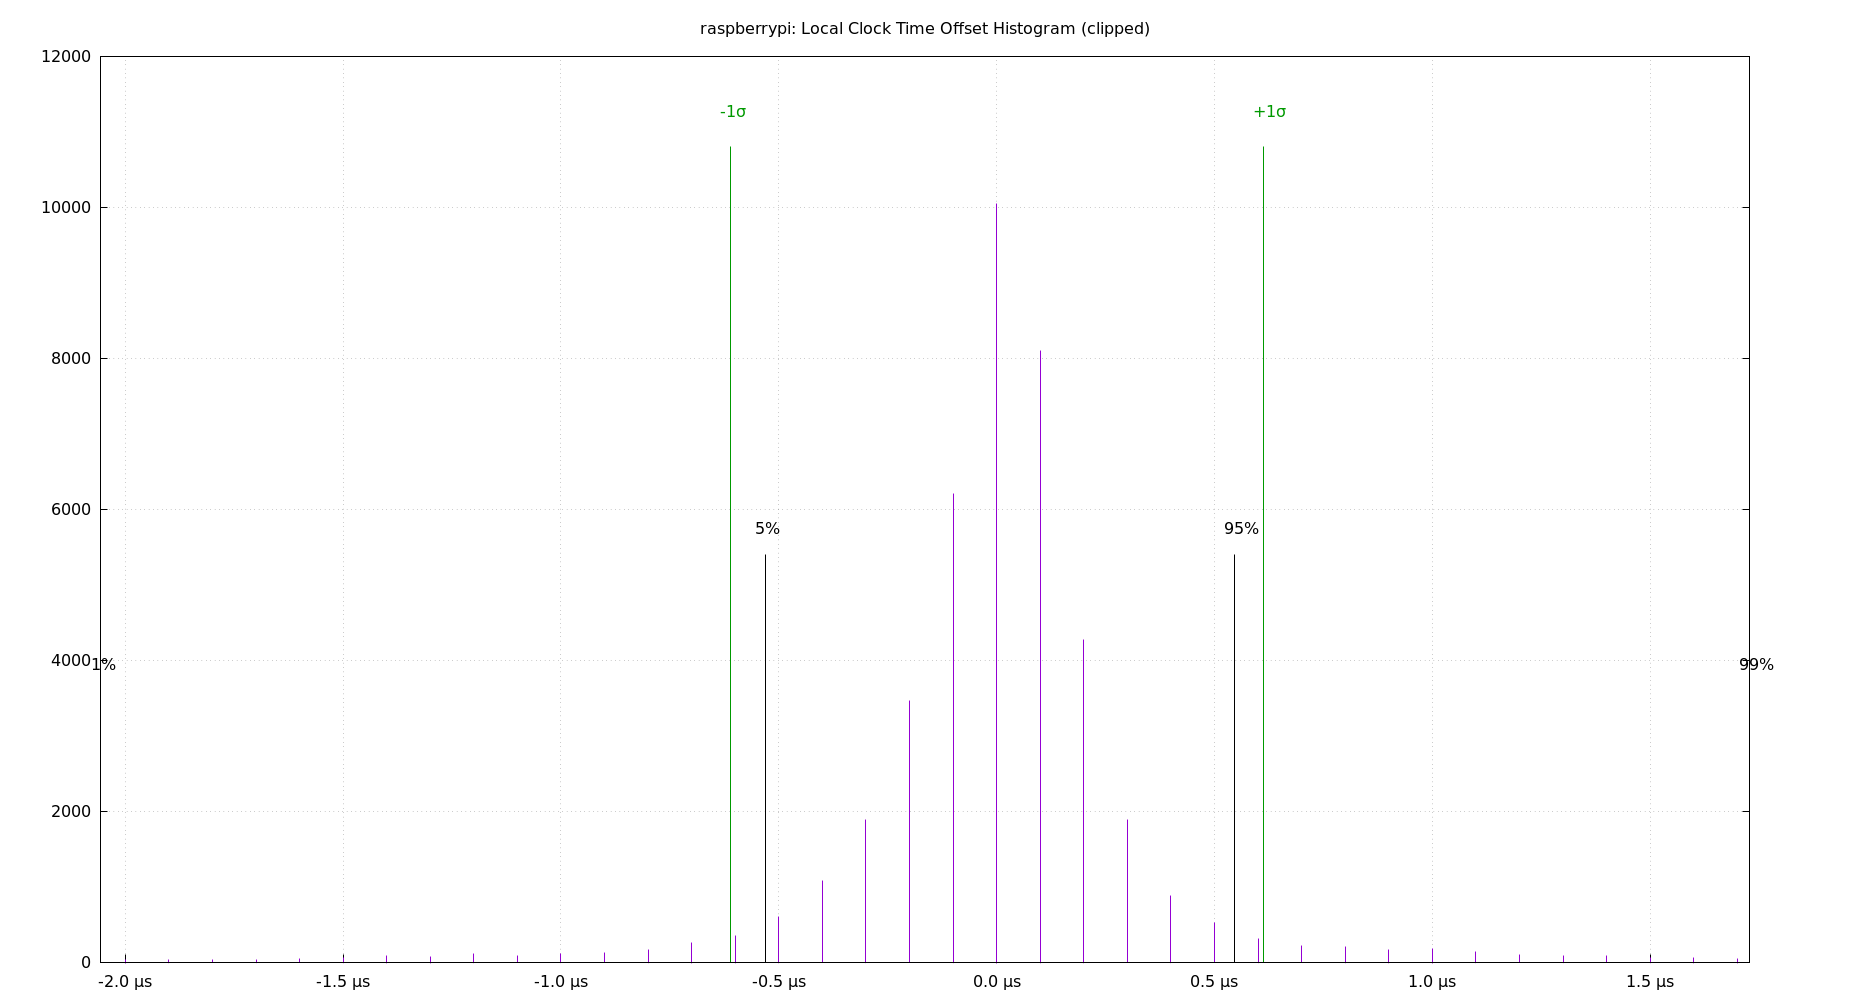 raspberrypi: Local Clock Time Offset Histogram (clipped)
12000
-1σ
+1σ
10000
8000
6000
5%
95%
4000
1%
99%
2000
0
-2.0 µs
-1.5 µs
-1.0 µs
-0.5 µs
0.0 µs
0.5 µs
1.0 µs
1.5 µs